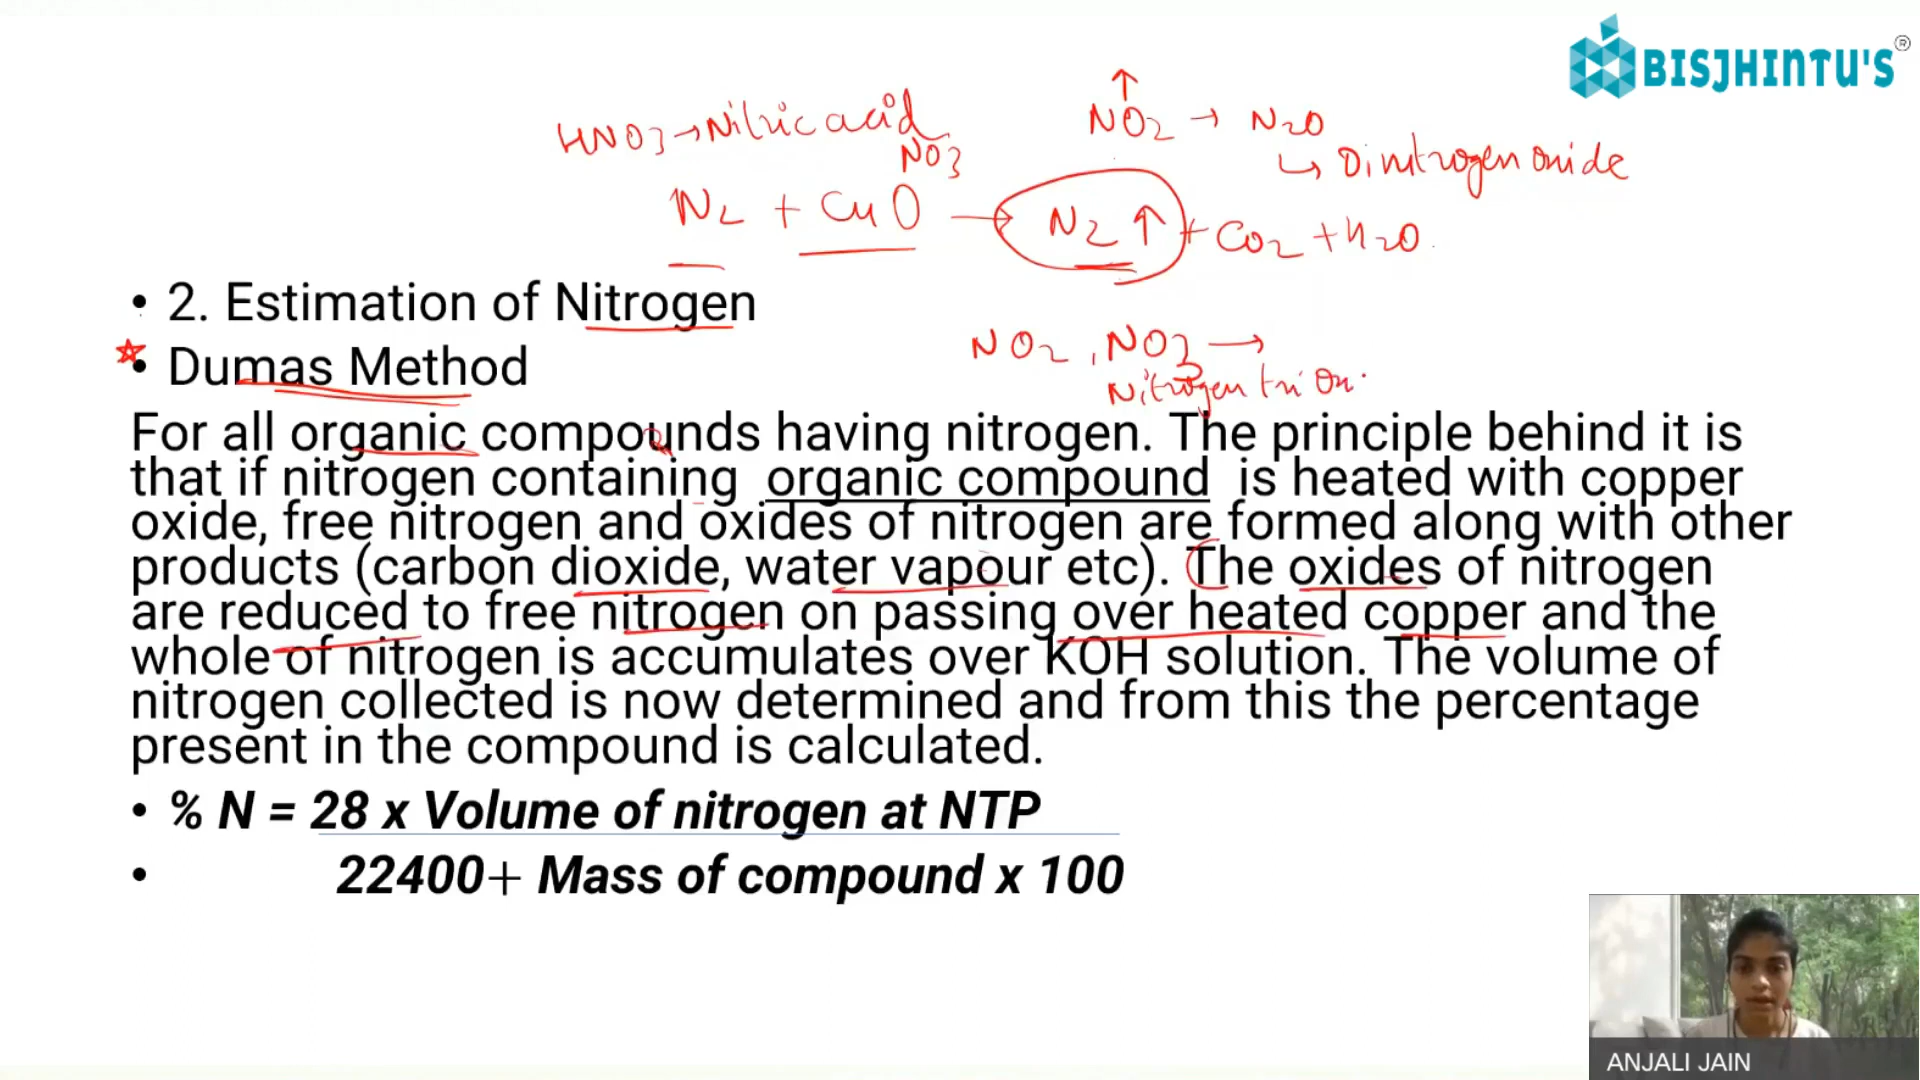 BISJHINTU'S ®
HNO3 → Nitric acid
NO3
↑
NO2 → N2O
↳ Dinitrogen oxide
N2 + CuO → N2 ↑ + CO2 + H2O
• 2. Estimation of Nitrogen
• Dumas Method
NO2, NO3 →
Nitrogen tri
For all organic compounds having nitrogen. The principle behind it is
that if nitrogen containing organic compound is heated with copper
oxide, free nitrogen and oxides of nitrogen are formed along with other
products (carbon dioxide, water vapour etc). The oxides of nitrogen
are reduced to free nitrogen on passing over heated copper and the
whole of nitrogen is accumulates over KOH solution. The volume of
nitrogen collected is now determined and from this the percentage
present in the compound is calculated.
• % N = 28 x Volume of nitrogen at NTP
• 22400+ Mass of compound x 100
ANJALI JAIN